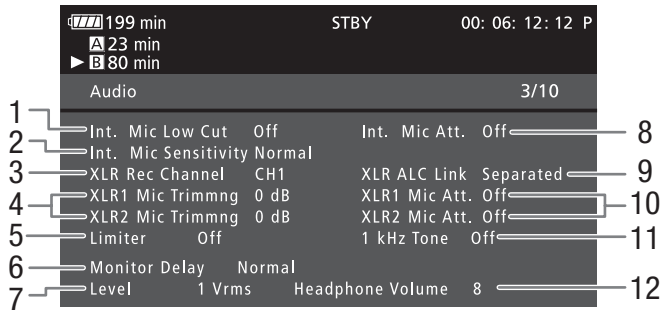 199 min STBY 00: 06: 12: 12 P
A 23 min
B 80 min
Audio 3/10
1 Int. Mic Low Cut Off Int. Mic Att. Off 8
2 Int. Mic Sensitivity Normal
3 XLR Rec Channel CH1 XLR ALC Link Separated 9
4 XLR1 Mic Trimmng 0 dB XLR1 Mic Att. Off 10
XLR2 Mic Trimmng 0 dB XLR2 Mic Att. Off
5 Limiter Off 1 kHz Tone Off 11
6 Monitor Delay Normal
7 Level 1 Vrms Headphone Volume 8 12